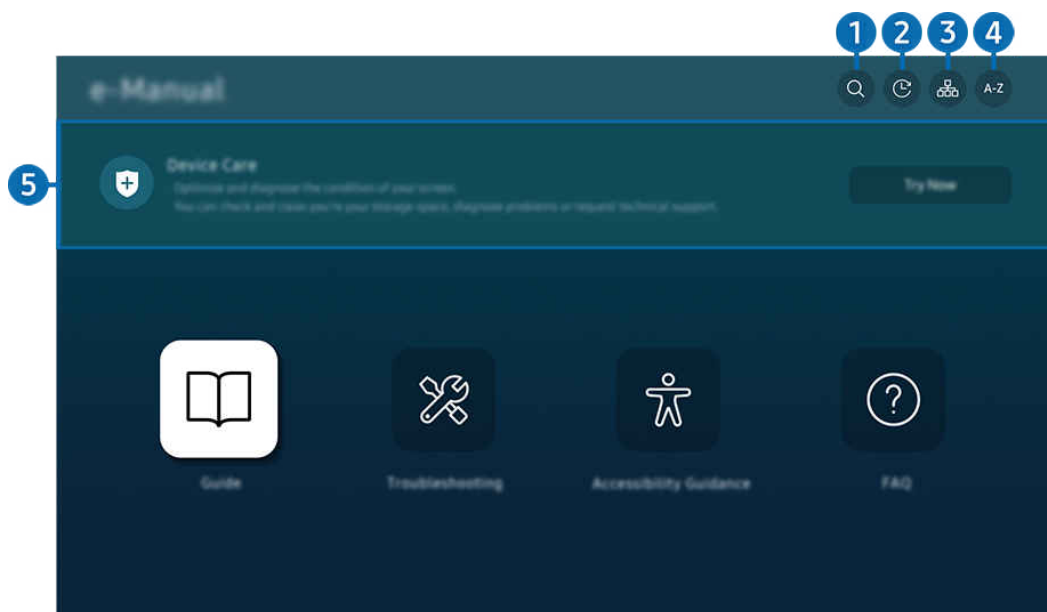 1 2 3 4
e-Manual
A-Z
5
Device Care
Optimise and diagnose the condition of your screen.
You can check and raise you're your storage space, diagnose problems or request technical support.
Try Now
Guide
Troubleshooting
Accessibility Guidance
FAQ